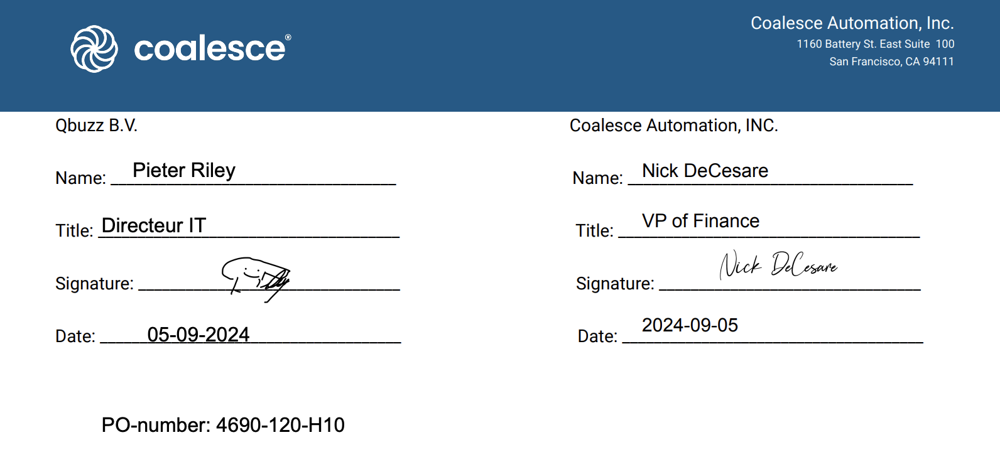 coalesce®
Coalesce Automation, Inc.
1160 Battery St. East Suite 100
San Francisco, CA 94111
Qbuzz B.V.
Name: Pieter Riley
Title: Directeur IT
Signature:
Date: 05-09-2024
PO-number: 4690-120-H10
Coalesce Automation, INC.
Name: Nick DeCesare
Title: VP of Finance
Signature: Nick DeCesare
Date: 2024-09-05